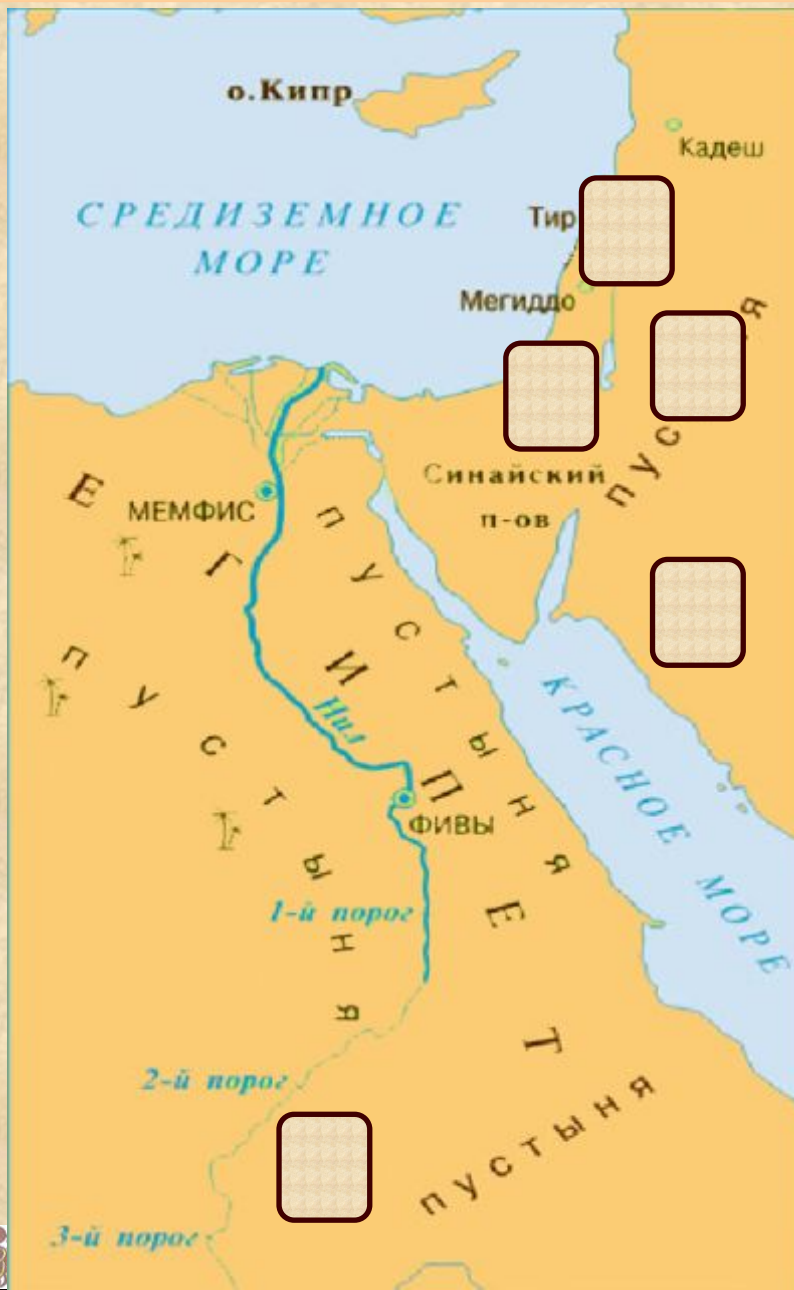 о.Кипр
Кадеш
СРЕДИЗЕМНОЕ
МОРЕ
Тир
Мегиддо
Синайский
п-ов
МЕМФИС
ЕГИПЕТ
пустыня
пустыня
Нил
КРАСНОЕ МОРЕ
ФИВЫ
1-й порог
2-й порог
пустыня
3-й порог